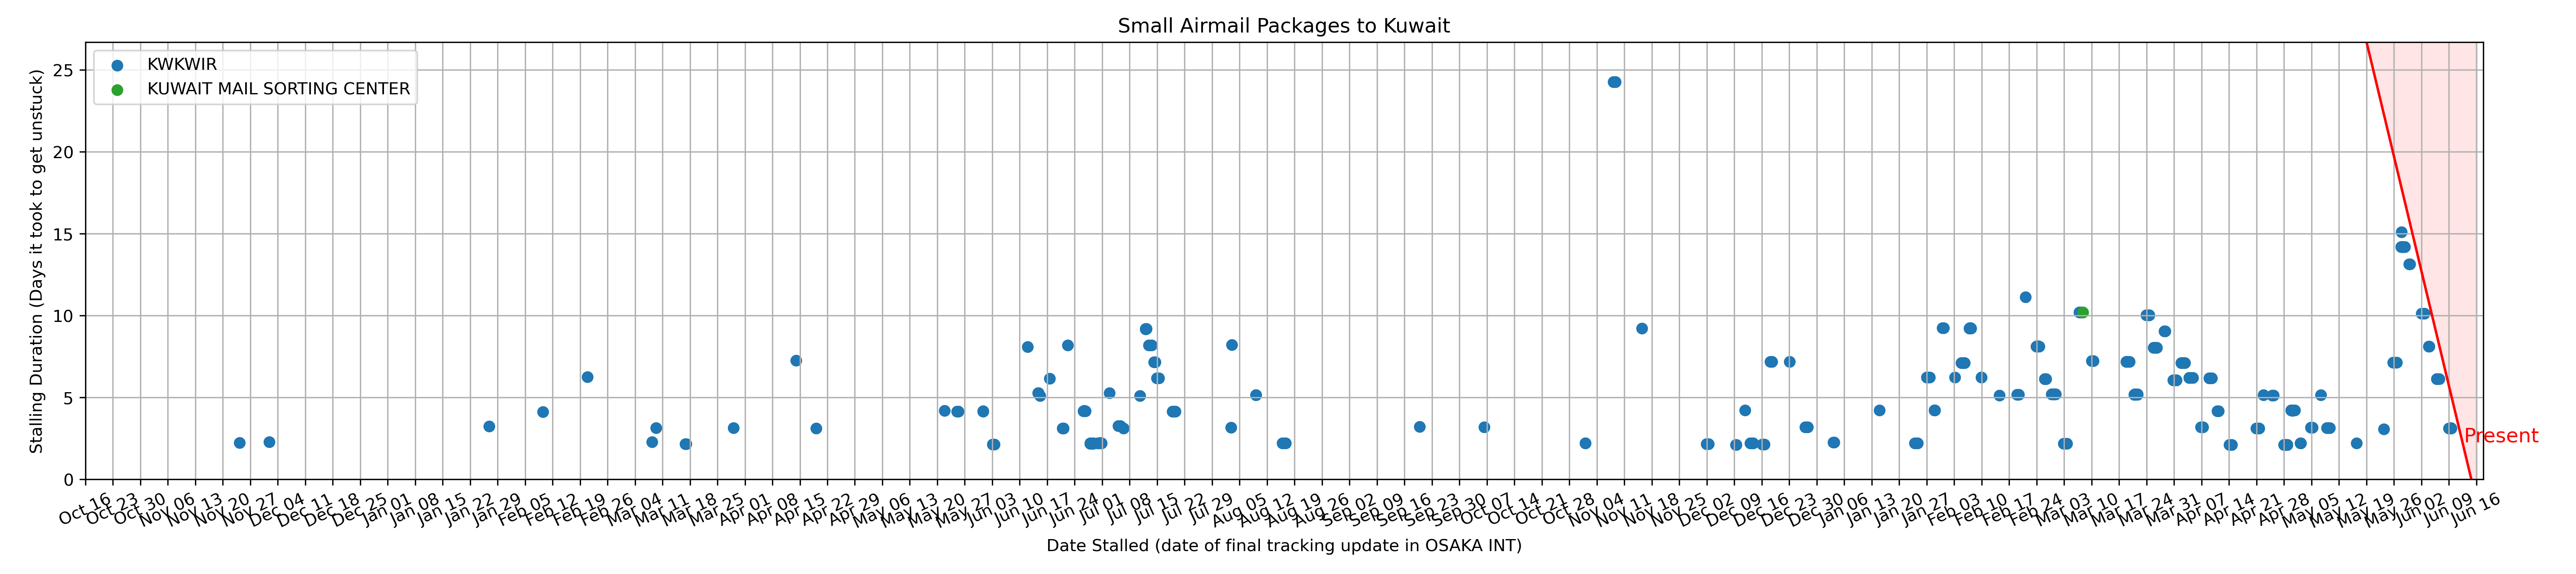 Small Airmail Packages to Kuwait
KWKWIR
KUWAIT MAIL SORTING CENTER
Stalling Duration (Days it took to get unstuck)
25
20
15
10
5
0
Present
Oct 16
Oct 23
Oct 30
Nov 06
Nov 13
Nov 20
Nov 27
Dec 04
Dec 11
Dec 18
Dec 25
Jan 01
Jan 08
Jan 15
Jan 22
Jan 29
Feb 05
Feb 12
Feb 19
Feb 26
Mar 04
Mar 11
Mar 18
Mar 25
Apr 01
Apr 08
Apr 15
Apr 22
Apr 29
May 06
May 13
May 20
May 27
Jun 03
Jun 10
Jun 17
Jun 24
Jul 01
Jul 08
Jul 15
Jul 22
Jul 29
Aug 05
Aug 12
Aug 19
Aug 26
Sep 02
Sep 09
Sep 16
Sep 23
Sep 30
Oct 07
Oct 14
Oct 21
Oct 28
Nov 04
Nov 11
Nov 18
Nov 25
Dec 02
Dec 09
Dec 16
Dec 23
Dec 30
Jan 06
Jan 13
Jan 20
Jan 27
Feb 03
Feb 10
Feb 17
Feb 24
Mar 03
Mar 10
Mar 17
Mar 24
Mar 31
Apr 07
Apr 14
Apr 21
Apr 28
May 05
May 12
May 19
May 26
Jun 02
Jun 09
Jun 16
Date Stalled (date of final tracking update in OSAKA INT)